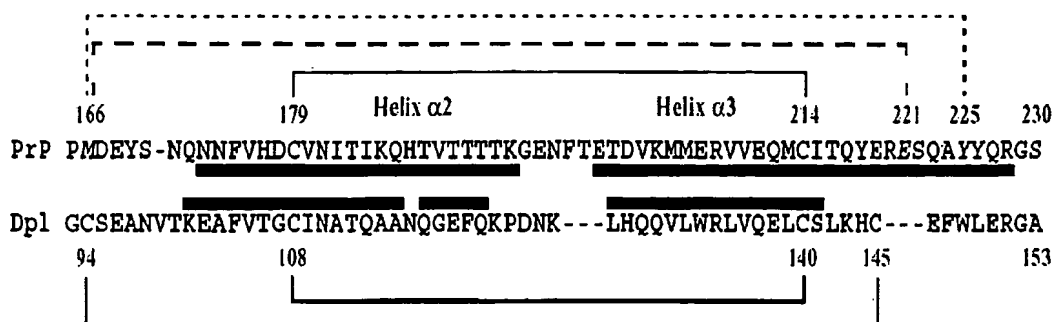 166 179 Helix α2 Helix α3 214 221 225 230
PrP PMDEYS-NQNNFVHDCVNITIKQHTVTTTTKGENFTETDVKMMERVVEQMCITQYERESQAYYQRGS
Dpl GCSEANVTKEAFVTGCINATQAANQGEFQKPDNK---LHQQVLWRLVQELCSLKHC---EFWLERGA
94 108 140 145 153